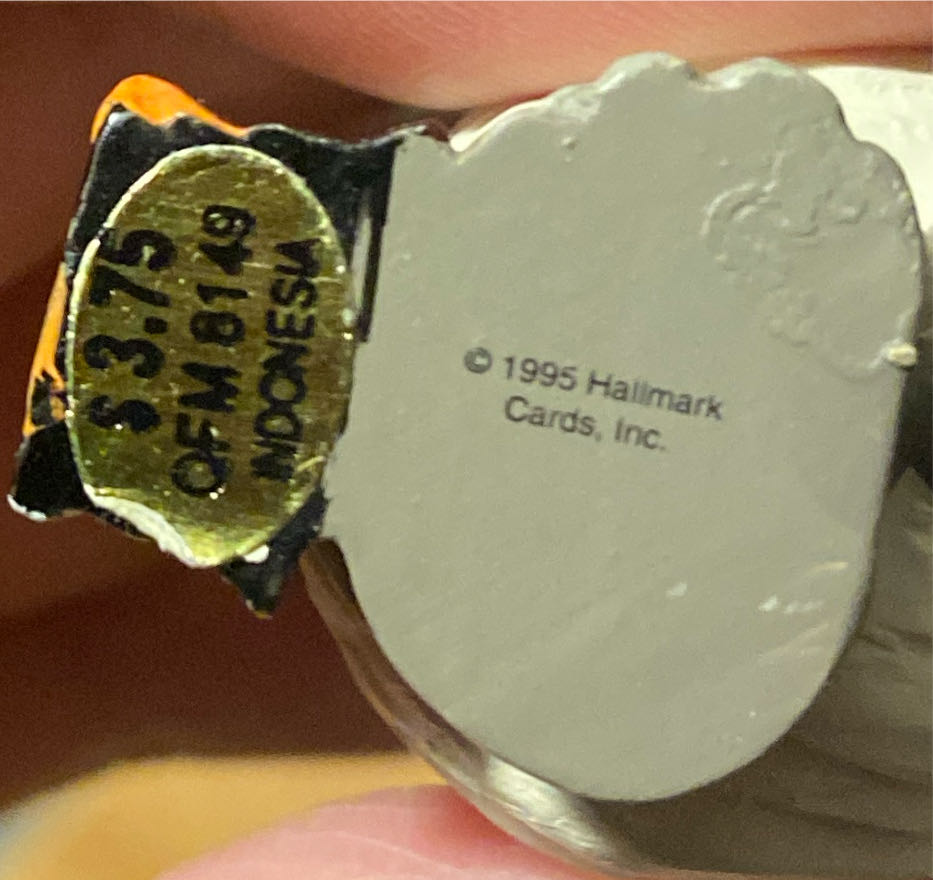 $ 3.75
QFM 8149
INDONESIA
© 1995 Hallmark
Cards, Inc.